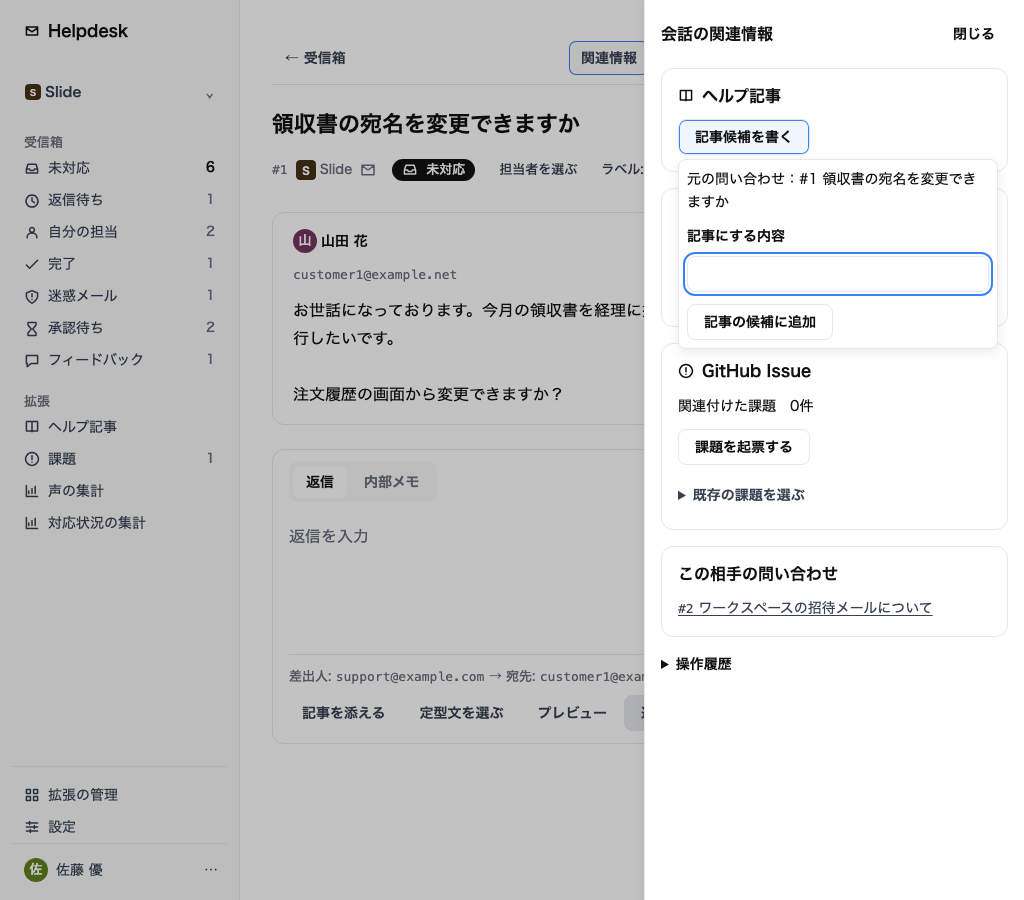 Helpdesk
S Slide
受信箱
未対応 6
返信待ち 1
自分の担当 2
完了 1
迷惑メール 1
承認待ち 2
フィードバック 1
拡張
ヘルプ記事
課題 1
声の集計
対応状況の集計
拡張の管理
設定
佐 佐藤 優 ...
← 受信箱
関連情報
領収書の宛名を変更できますか
#1 S Slide 未対応 担当者を選ぶ ラベル:
山 山田 花
customer1@example.net
お世話になっております。今月の領収書を経理に
行したいです。
注文履歴の画面から変更できますか？
返信 内部メモ
返信を入力
差出人: support@example.com → 宛先: customer1@exa
記事を添える 定型文を選ぶ プレビュー
会話の関連情報 閉じる
ヘルプ記事
記事候補を書く
元の問い合わせ：#1 領収書の宛名を変更でき
ますか
記事にする内容
記事の候補に追加
GitHub Issue
関連付けた課題 0件
課題を起票する
▶ 既存の課題を選ぶ
この相手の問い合わせ
#2 ワークスペースの招待メールについて
▶ 操作履歴